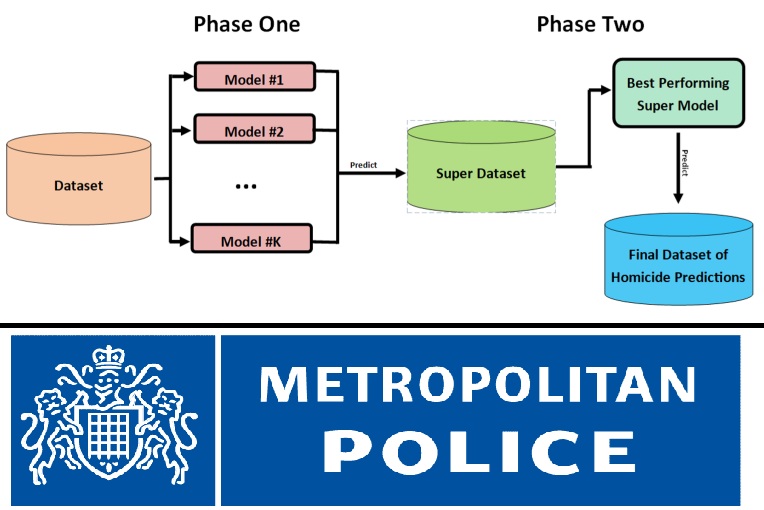 Phase One
Phase Two
Model #1
Model #2
...
Model #K
Dataset
Predict
Super Dataset
Best Performing
Super Model
Predict
Final Dataset of
Homicide Predictions
METROPOLITAN
POLICE